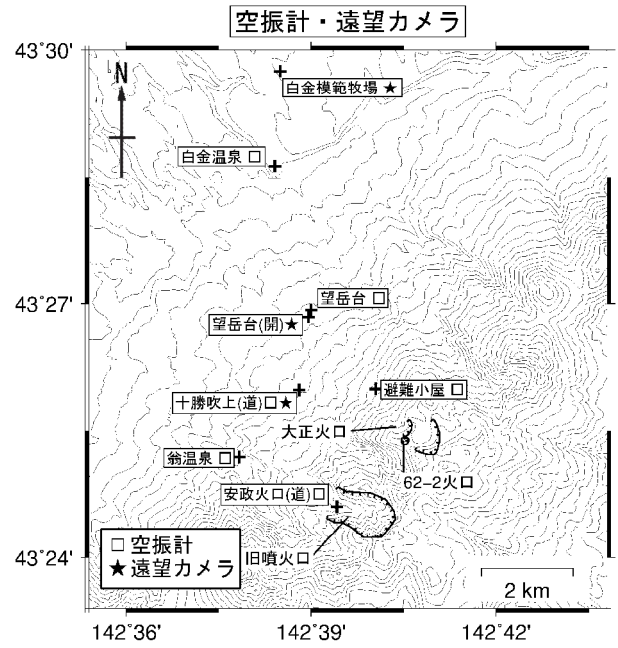 空振計・遠望カメラ
43°30'
N
白金模範牧場 ★
白金温泉 □
43°27'
望岳台 □
望岳台(開)★
十勝吹上(道)□★
避難小屋 □
大正火口
翁温泉 □
62-2火口
安政火口(道)□
旧噴火口
43°24'
□ 空振計
★ 遠望カメラ
2 km
142°36'
142°39'
142°42'